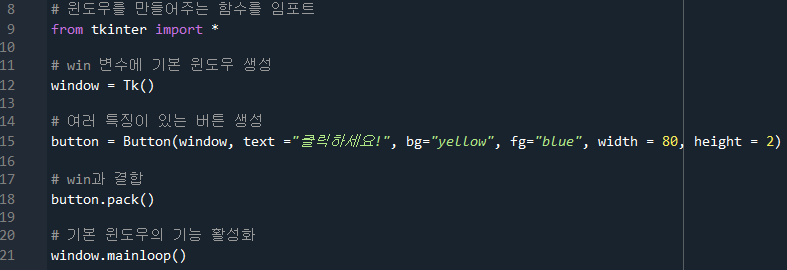 8 # 윈도우를 만들어주는 함수를 임포트
9 from tkinter import *
10
11 # win 변수에 기본 윈도우 생성
12 window = Tk()
13
14 # 여러 특징이 있는 버튼 생성
15 button = Button(window, text ="클릭하세요!", bg="yellow", fg="blue", width = 80, height = 2)
16
17 # win과 결합
18 button.pack()
19
20 # 기본 윈도우의 기능 활성화
21 window.mainloop()